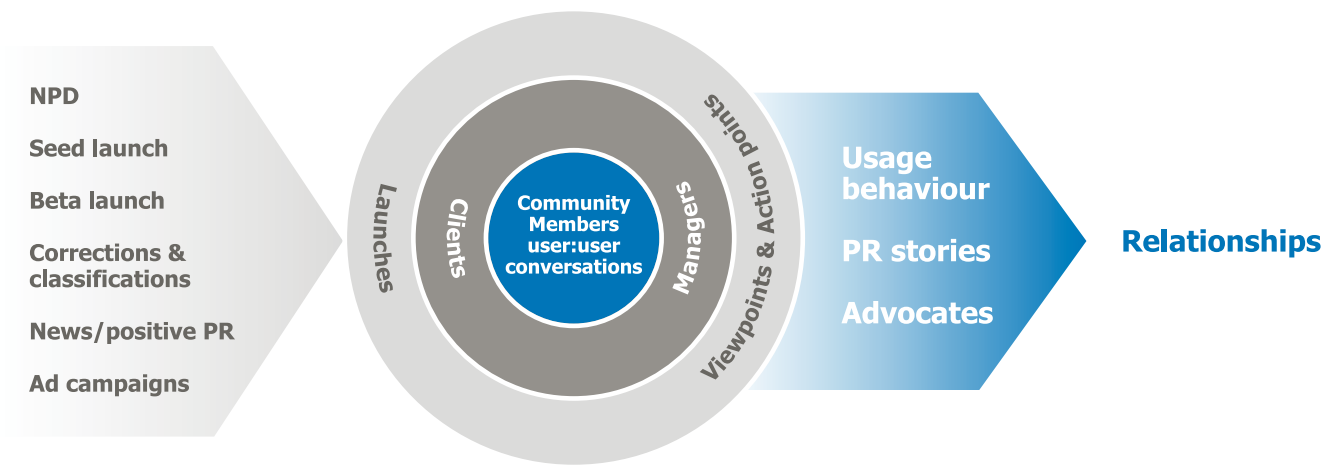 NPD
Seed launch
Beta launch
Corrections &
classifications
News/positive PR
Ad campaigns
Launches
Clients
Community
Members
user:user
conversations
Managers
Viewpoints & Action points
Usage
behaviour
PR stories
Advocates
Relationships